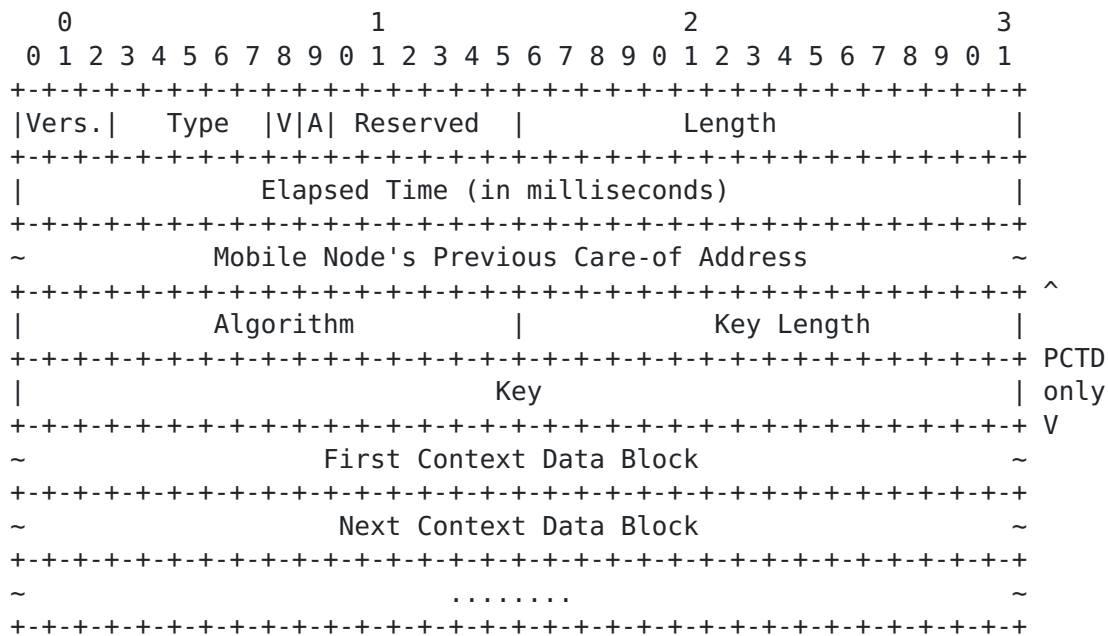 0                   1                   2                   3
  0 1 2 3 4 5 6 7 8 9 0 1 2 3 4 5 6 7 8 9 0 1 2 3 4 5 6 7 8 9 0 1
 +-+-+-+-+-+-+-+-+-+-+-+-+-+-+-+-+-+-+-+-+-+-+-+-+-+-+-+-+-+-+-+-+
 |Vers.|   Type  |V|A| Reserved  |          Length               |
 +-+-+-+-+-+-+-+-+-+-+-+-+-+-+-+-+-+-+-+-+-+-+-+-+-+-+-+-+-+-+-+-+
 |               Elapsed Time (in milliseconds)                  |
 +-+-+-+-+-+-+-+-+-+-+-+-+-+-+-+-+-+-+-+-+-+-+-+-+-+-+-+-+-+-+-+-+
 ~            Mobile Node's Previous Care-of Address             ~
 +-+-+-+-+-+-+-+-+-+-+-+-+-+-+-+-+-+-+-+-+-+-+-+-+-+-+-+-+-+-+-+-+ ^
 |            Algorithm          |            Key Length         |
 +-+-+-+-+-+-+-+-+-+-+-+-+-+-+-+-+-+-+-+-+-+-+-+-+-+-+-+-+-+-+-+-+ PCTD
 |                              Key                              | only
 +-+-+-+-+-+-+-+-+-+-+-+-+-+-+-+-+-+-+-+-+-+-+-+-+-+-+-+-+-+-+-+-+ V
 ~                   First Context Data Block                    ~
 +-+-+-+-+-+-+-+-+-+-+-+-+-+-+-+-+-+-+-+-+-+-+-+-+-+-+-+-+-+-+-+-+
 ~                    Next Context Data Block                    ~
 +-+-+-+-+-+-+-+-+-+-+-+-+-+-+-+-+-+-+-+-+-+-+-+-+-+-+-+-+-+-+-+-+
 ~                           ........                            ~
 +-+-+-+-+-+-+-+-+-+-+-+-+-+-+-+-+-+-+-+-+-+-+-+-+-+-+-+-+-+-+-+-+